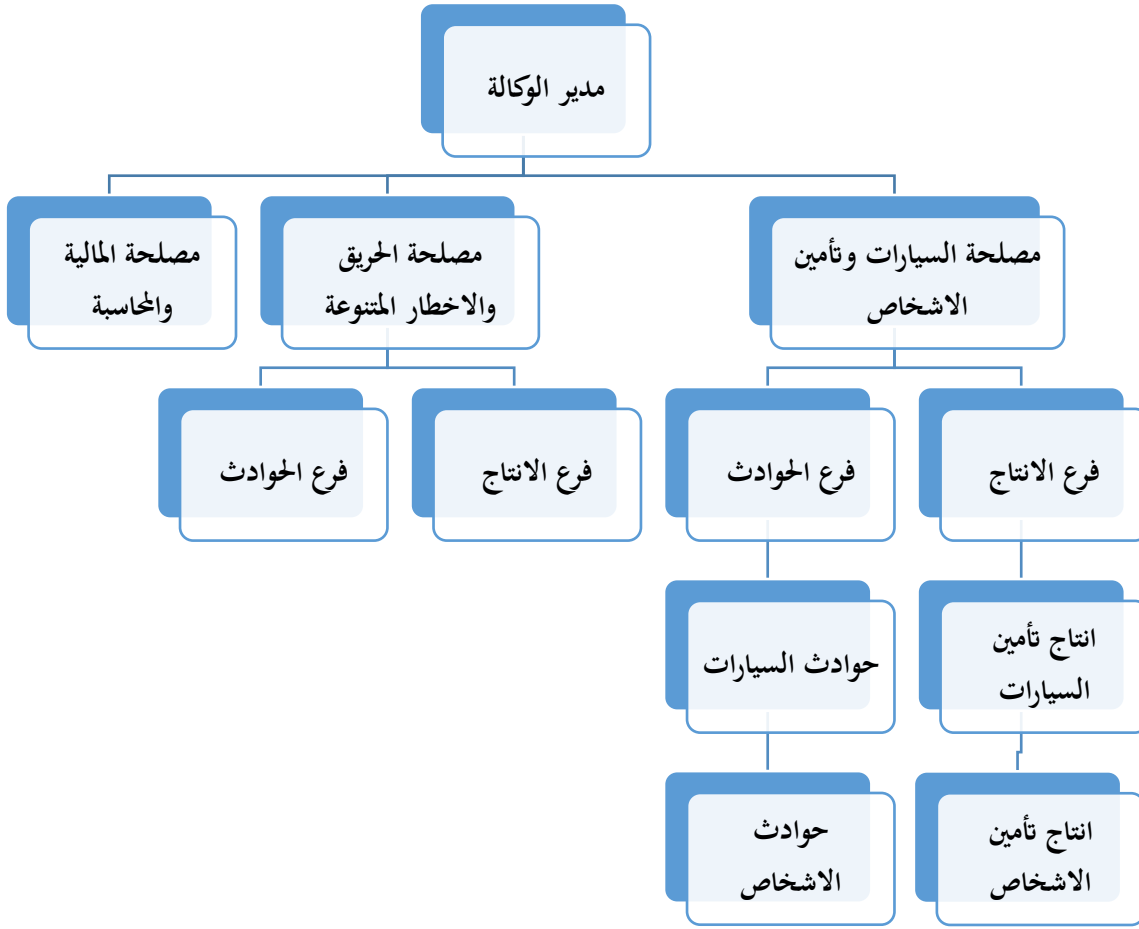 مدير الوكالة
مصلحة السيارات وتأمين
الاشخاص
مصلحة الحريق
والاخطار المتنوعة
مصلحة المالية
والمحاسبة
فرع الانتاج
فرع الحوادث
فرع الانتاج
فرع الحوادث
انتاج تأمين
السيارات
حوادث السيارات
انتاج تأمين
الاشخاص
حوادث
الاشخاص